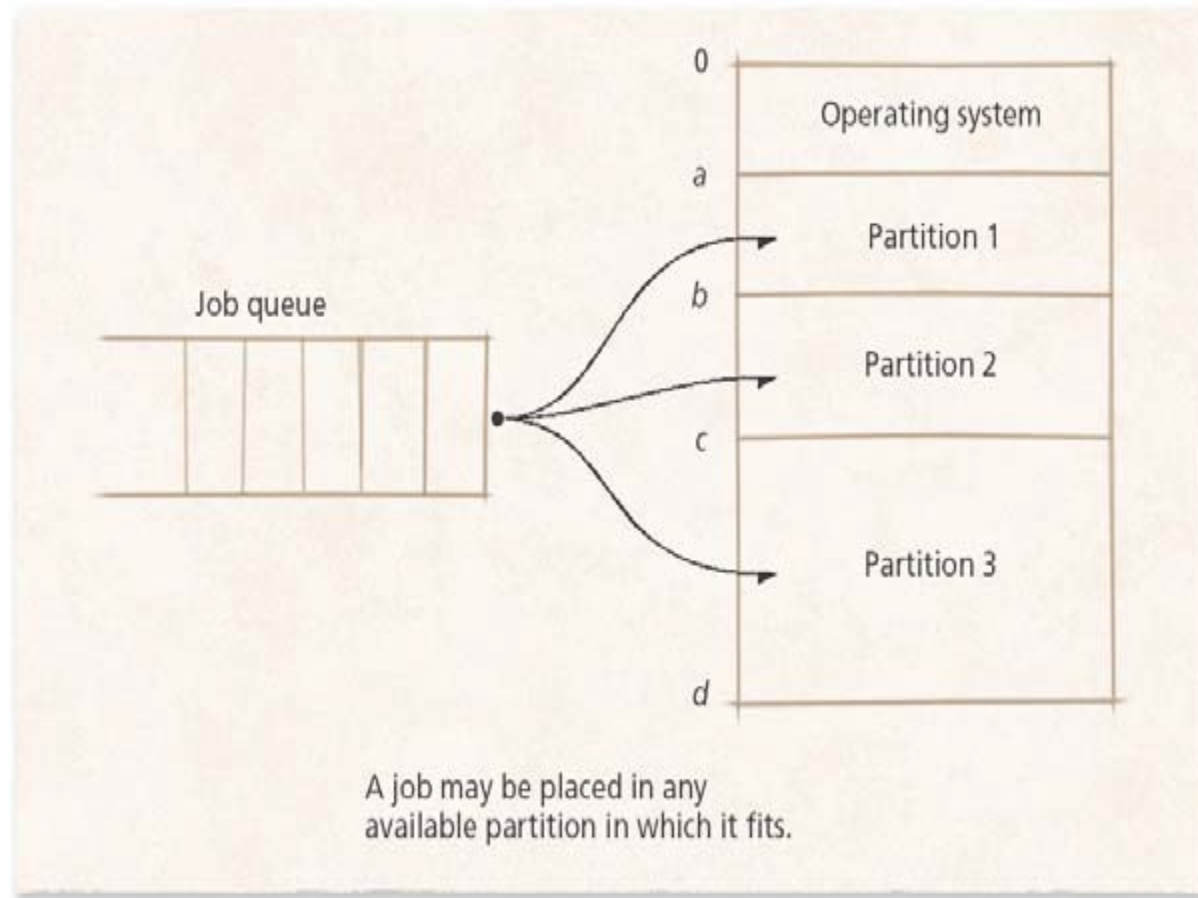 0
Operating system
a
Partition 1
Job queue
b
Partition 2
c
Partition 3
d
A job may be placed in any
available partition in which it fits.